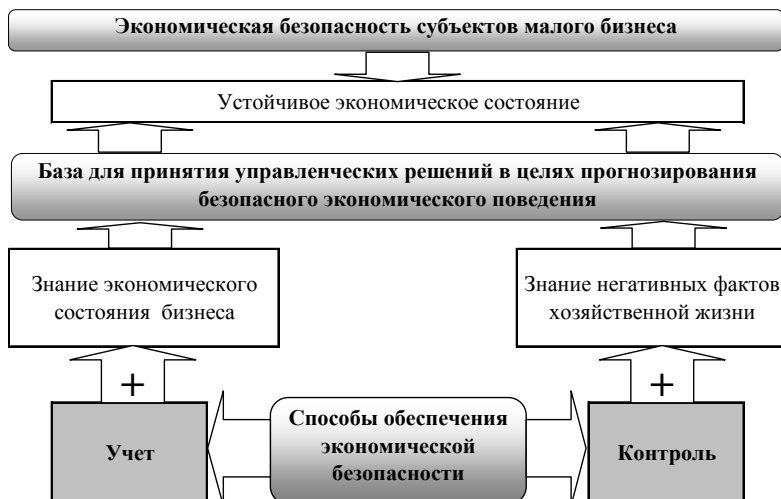 Экономическая безопасность субъектов малого бизнеса
Устойчивое экономическое состояние
База для принятия управленческих решений в целях прогнозирования
безопасного экономического поведения
Знание экономического
состояния бизнеса
Знание негативных фактов
хозяйственной жизни
+
+
Учет
Способы обеспечения
экономической
безопасности
Контроль